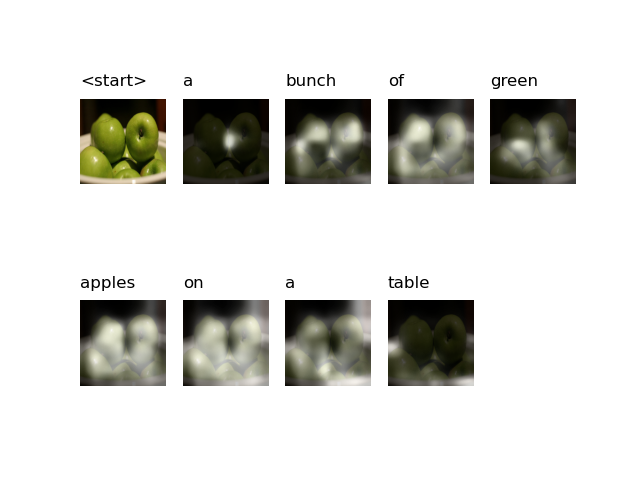 <start> a bunch of green
apples on a table